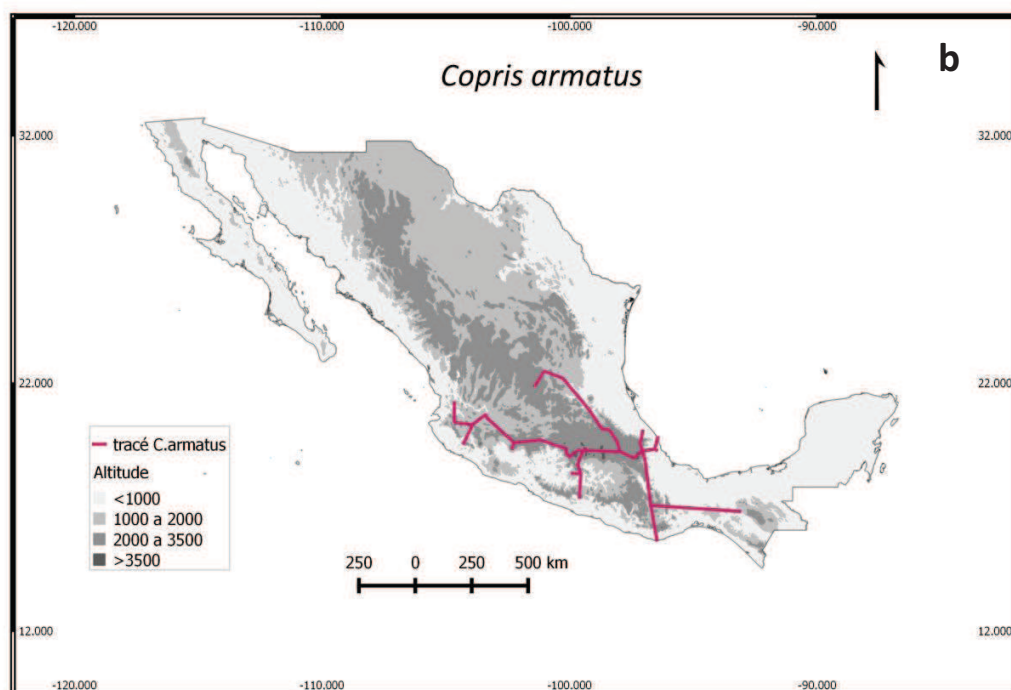 -120.000 -110.000 -100.000 -90.000
b
Copris armatus
32.000 32.000
22.000 22.000
tracé C.armatus
Altitude
<1000
1000 a 2000
2000 a 3500
>3500
250 0 250 500 km
12.000 12.000
-120.000 -110.000 -100.000 -90.000